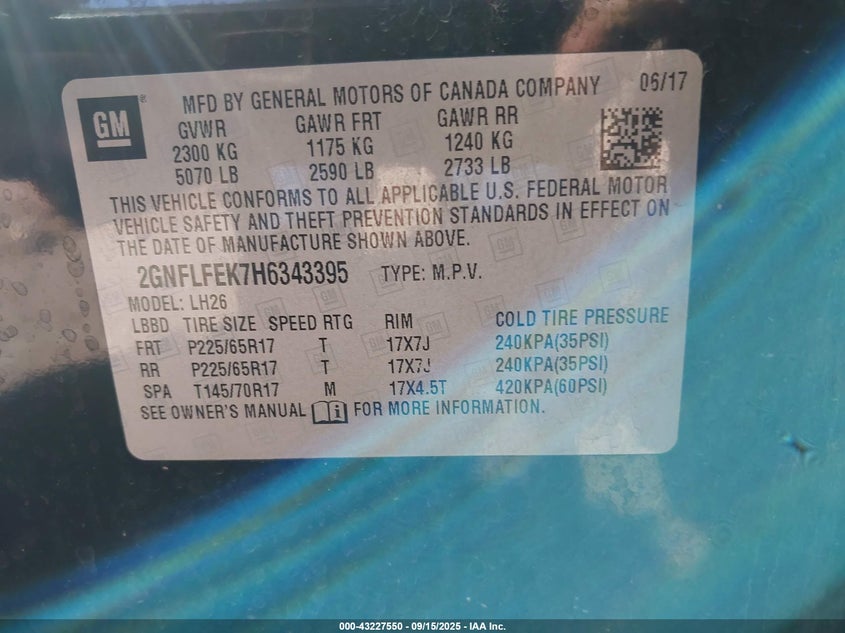 GM
®
MFD BY GENERAL MOTORS OF CANADA COMPANY 06/17
GVWR GAWR FRT GAWR RR
2300 KG 1175 KG 1240 KG
5070 LB 2590 LB 2733 LB
THIS VEHICLE CONFORMS TO ALL APPLICABLE U.S. FEDERAL MOTOR
VEHICLE SAFETY AND THEFT PREVENTION STANDARDS IN EFFECT ON
THE DATE OF MANUFACTURE SHOWN ABOVE.
2GNFLFEK7H6343395 TYPE: M.P.V.
MODEL: LH26
LBBD TIRE SIZE SPEED RTG RIM COLD TIRE PRESSURE
FRT P225/65R17 T 17X7J 240KPA(35PSI)
RR P225/65R17 T 17X7J 240KPA(35PSI)
SPA T145/70R17 M 17X4.5T 420KPA(60PSI)
SEE OWNER'S MANUAL i FOR MORE INFORMATION.
000-43227550 - 09/15/2025 - IAA Inc.